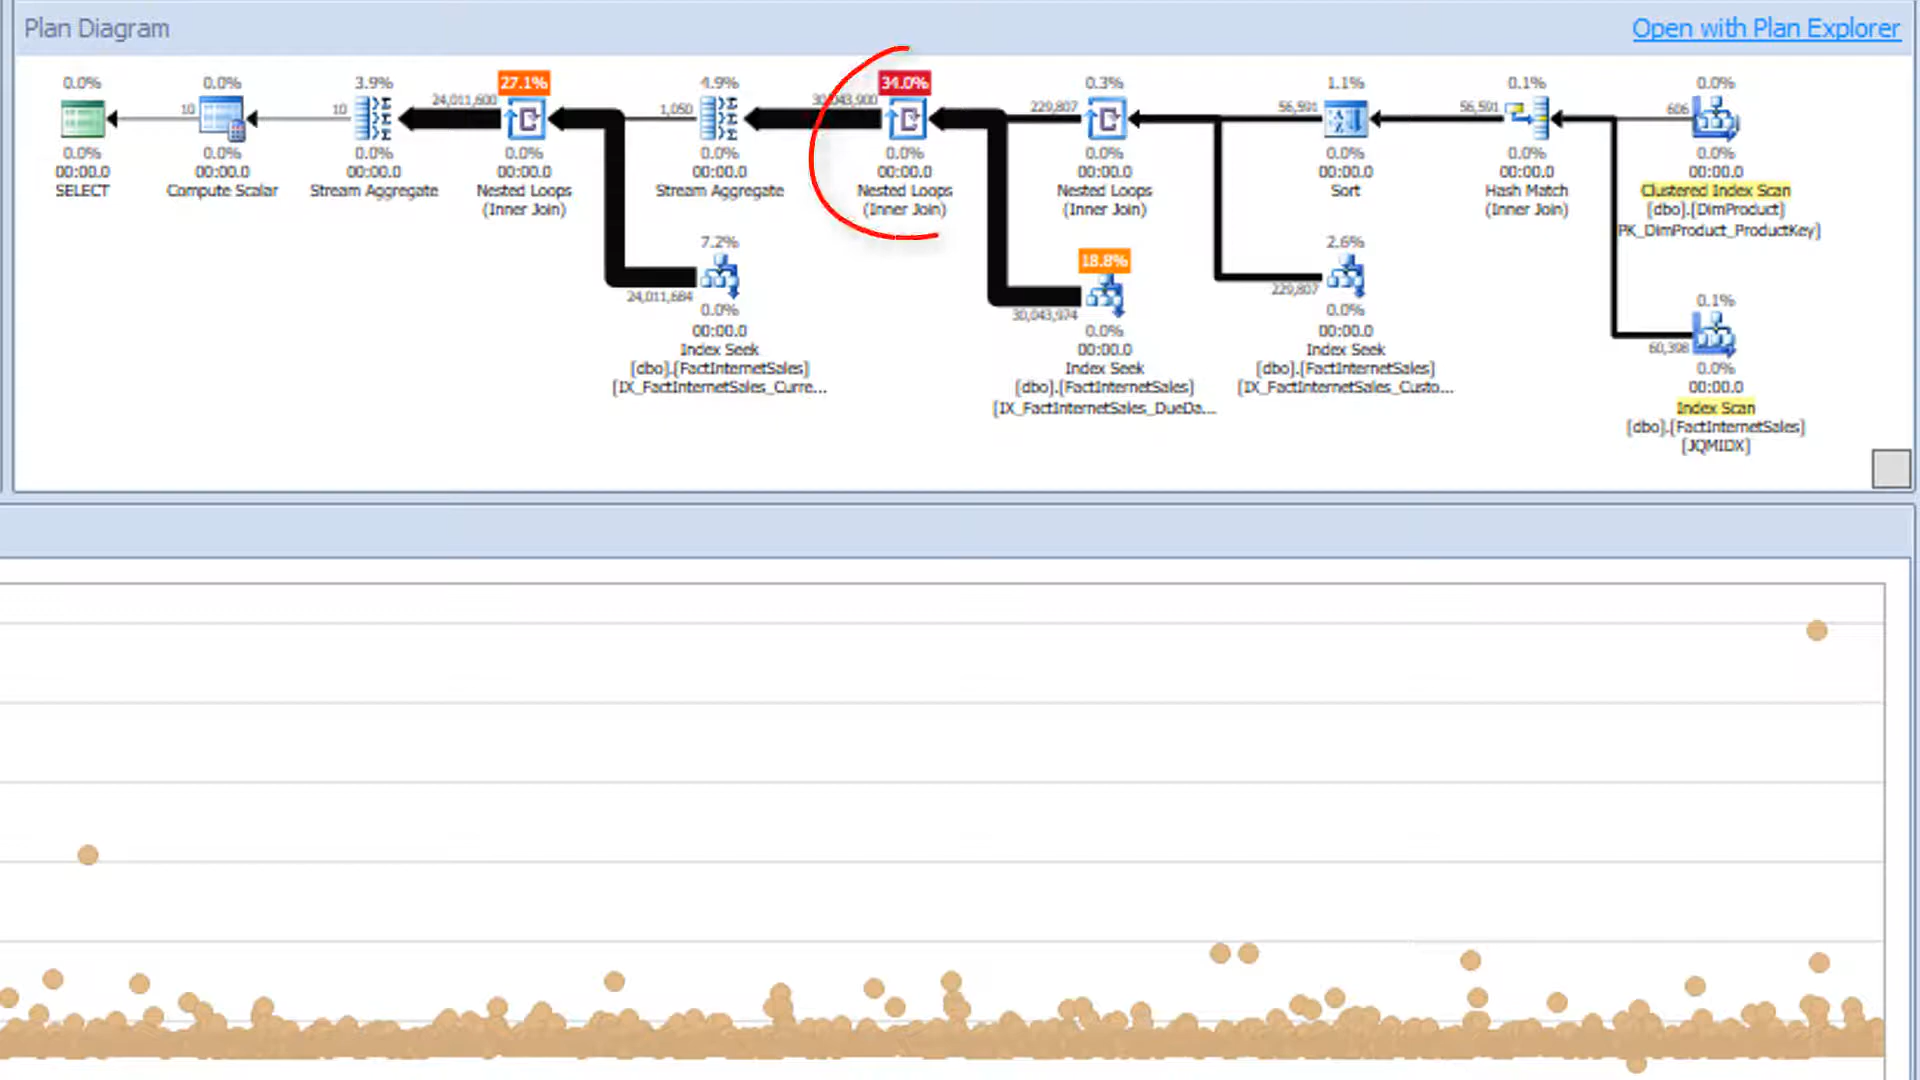 Plan Diagram
Open with Plan Explorer
0.0% 0.0% 3.9% 27.1% 4.9% 34.0% 0.3% 1.1% 0.1% 0.0%
10 10 24,011,600 1,050 30,043,900 229,807 56,591 56,591 606
0.0% 0.0% 0.0% 0.0% 0.0% 0.0% 0.0% 0.0% 0.0% 0.0%
00:00.0 00:00.0 00:00.0 00:00.0 00:00.0 00:00.0 00:00.0 00:00.0 00:00.0 00:00.0
SELECT Compute Scalar Stream Aggregate Nested Loops Stream Aggregate Nested Loops Nested Loops Sort Hash Match Clustered Index Scan
(Inner Join) (Inner Join) (Inner Join) (Inner Join) [dbo].[DimProduct]
PK_DimProduct_ProductKey]
7.2%
24,011,684
0.0%
00:00.0
Index Seek
[dbo].[FactInternetSales]
[IX_FactInternetSales_Curre...
18.8%
30,043,974
0.0%
00:00.0
Index Seek
[dbo].[FactInternetSales]
[IX_FactInternetSales_DueDa...
2.6%
229,807
0.0%
00:00.0
Index Seek
[dbo].[FactInternetSales]
[IX_FactInternetSales_Custo...
0.1%
60,398
0.0%
00:00.0
Index Scan
[dbo].[FactInternetSales]
[JQMIDX]